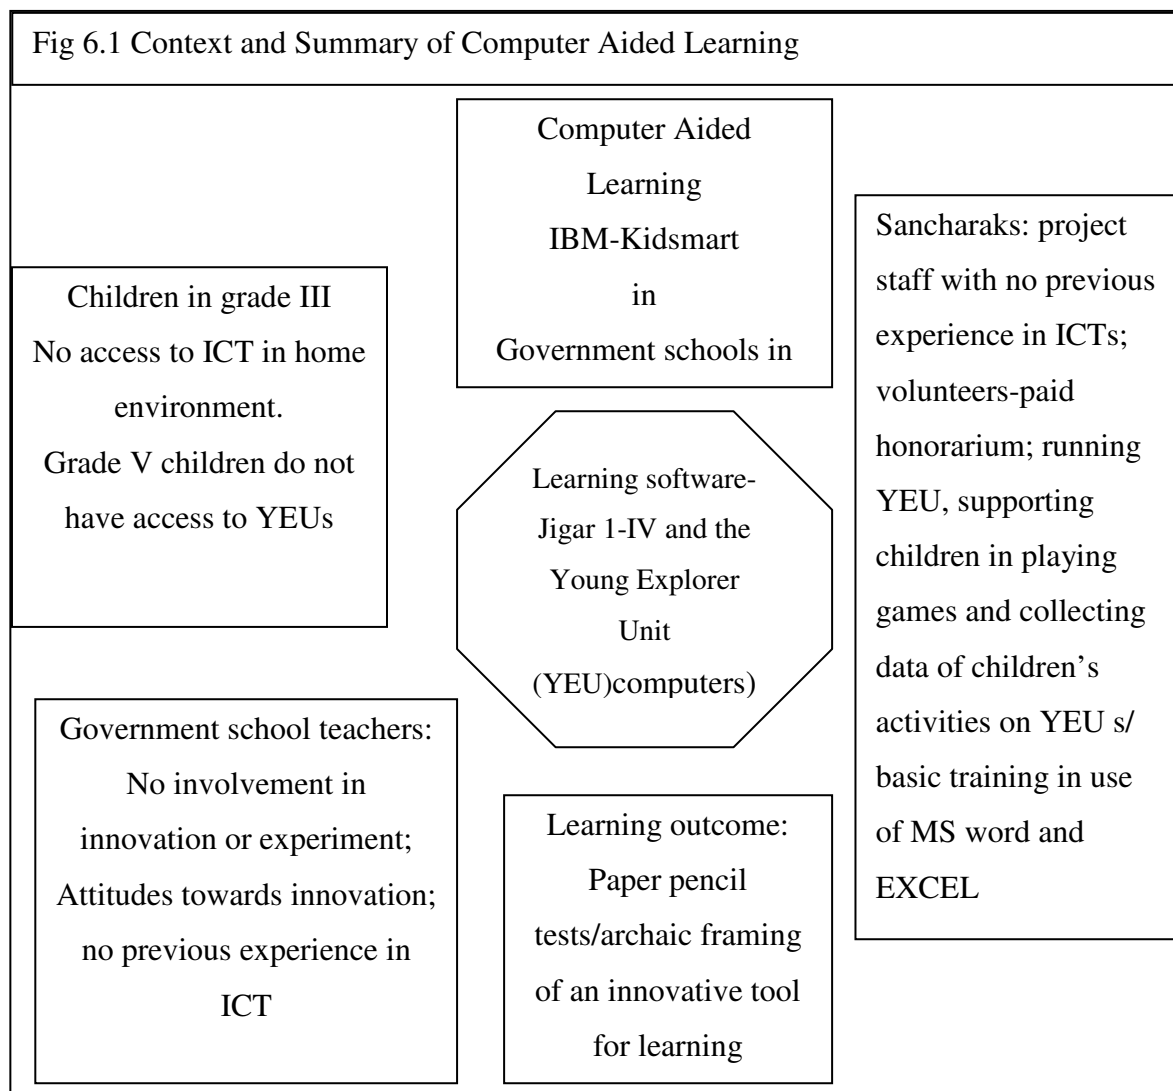 Fig 6.1 Context and Summary of Computer Aided Learning
Computer Aided
Learning
IBM-Kidsmart
in
Government schools in
Children in grade III
No access to ICT in home
environment.
Grade V children do not
have access to YEUs
Learning software-
Jigar 1-IV and the
Young Explorer
Unit
(YEU)computers)
Sancharaks: project
staff with no previous
experience in ICTs;
volunteers-paid
honorarium; running
YEU, supporting
children in playing
games and collecting
data of children’s
activities on YEU s/
basic training in use
of MS word and
EXCEL
Government school teachers:
No involvement in
innovation or experiment;
Attitudes towards innovation;
no previous experience in
ICT
Learning outcome:
Paper pencil
tests/archaic framing
of an innovative tool
for learning